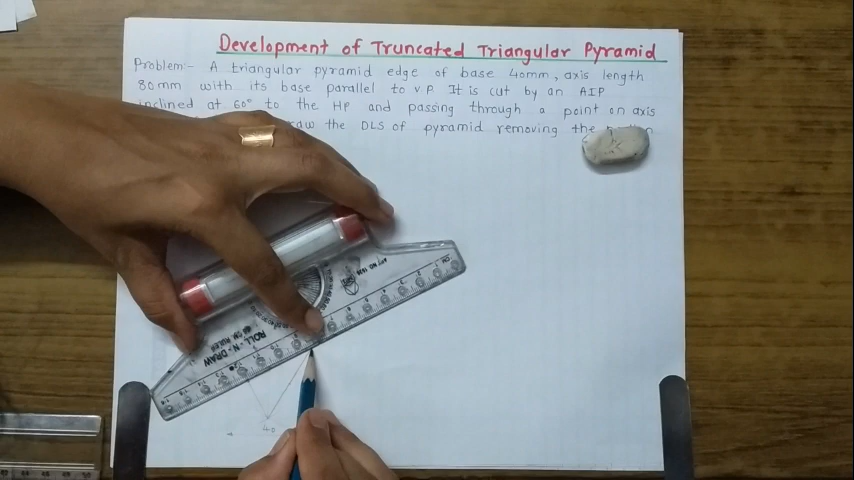 Development of Truncated Triangular Pyramid
Problem:- A triangular pyramid edge of base 40mm, axis length
80mm with its base parallel to V P. It is cut by an AIP
inclined at 60° to the HP and passing through a point on axis
draw the DLS of pyramid removing the
ROLL-N-DRAW
CM
40